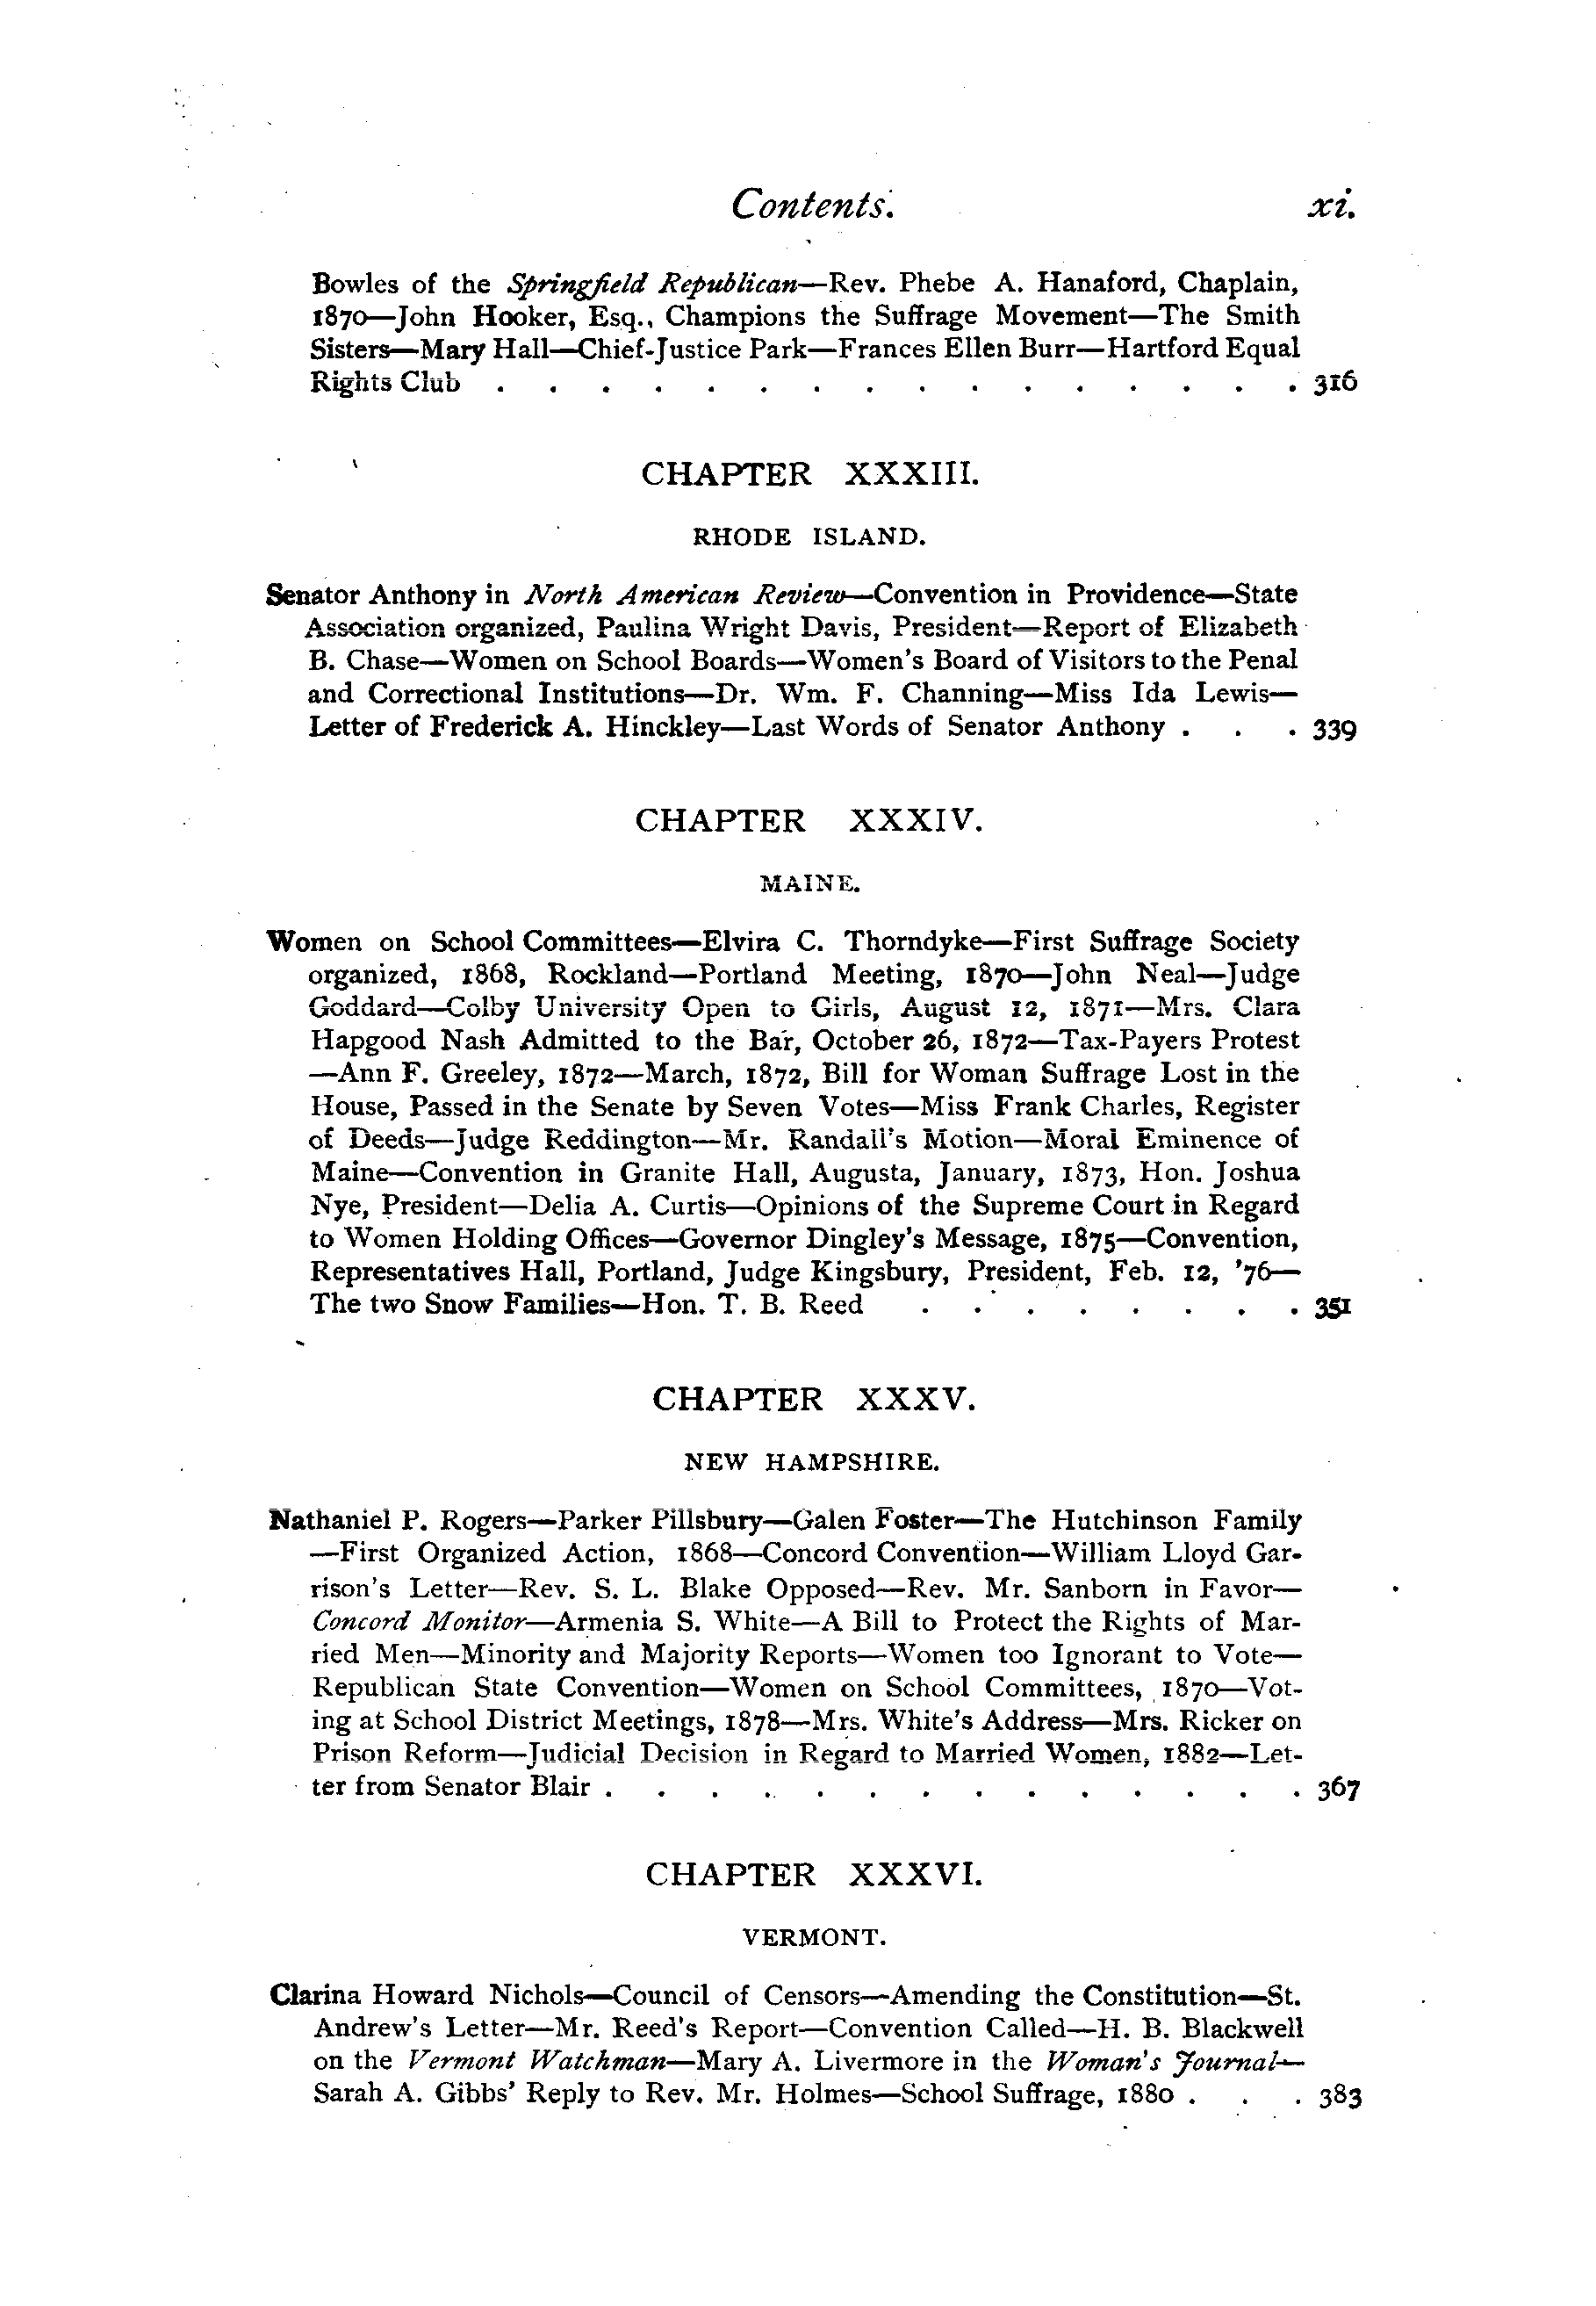 Contents. xi.
Bowles of the Springfield Republican—Rev. Phebe A. Hanaford, Chaplain,
1870—John Hooker, Esq., Champions the Suffrage Movement—The Smith
Sisters—Mary Hall—Chief-Justice Park—Frances Ellen Burr—Hartford Equal
Rights Club . . . . . . . . . . . . . . . . 316
CHAPTER XXXIII.
RHODE ISLAND.
Senator Anthony in North American Review—Convention in Providence—State
Association organized, Paulina Wright Davis, President—Report of Elizabeth
B. Chase—Women on School Boards—Women's Board of Visitors to the Penal
and Correctional Institutions—Dr. Wm. F. Channing—Miss Ida Lewis—
Letter of Frederick A. Hinckley—Last Words of Senator Anthony . . . 339
CHAPTER XXXIV.
MAINE.
Women on School Committees—Elvira C. Thorndyke—First Suffrage Society
organized, 1868, Rockland—Portland Meeting, 1870—John Neal—Judge
Goddard—Colby University Open to Girls, August 12, 1871—Mrs. Clara
Hapgood Nash Admitted to the Bar, October 26, 1872—Tax-Payers Protest
—Ann F. Greeley, 1872—March, 1872, Bill for Woman Suffrage Lost in the
House, Passed in the Senate by Seven Votes—Miss Frank Charles, Register
of Deeds—Judge Reddington—Mr. Randall's Motion—Moral Eminence of
Maine—Convention in Granite Hall, Augusta, January, 1873, Hon. Joshua
Nye, President—Delia A. Curtis—Opinions of the Supreme Court in Regard
to Women Holding Offices—Governor Dingley's Message, 1875—Convention,
Representatives Hall, Portland, Judge Kingsbury, President, Feb. 12, '76—
The two Snow Families—Hon. T. B. Reed . . . . . . . . 351
CHAPTER XXXV.
NEW HAMPSHIRE.
Nathaniel P. Rogers—Parker Pillsbury—Galen Foster—The Hutchinson Family
—First Organized Action, 1868—Concord Convention—William Lloyd Gar-
rison's Letter—Rev. S. L. Blake Opposed—Rev. Mr. Sanborn in Favor—
Concord Monitor—Armenia S. White—A Bill to Protect the Rights of Mar-
ried Men—Minority and Majority Reports—Women too Ignorant to Vote—
Republican State Convention—Women on School Committees, 1870—Vot-
ing at School District Meetings, 1878—Mrs. White's Address—Mrs. Ricker on
Prison Reform—Judicial Decision in Regard to Married Women, 1882—Let-
ter from Senator Blair . . . . . . . . . . . . . . 367
CHAPTER XXXVI.
VERMONT.
Clarina Howard Nichols—Council of Censors—Amending the Constitution—St.
Andrew's Letter—Mr. Reed's Report—Convention Called—H. B. Blackwell
on the Vermont Watchman—Mary A. Livermore in the Woman's Journal—
Sarah A. Gibbs' Reply to Rev. Mr. Holmes—School Suffrage, 1880 . . . 383